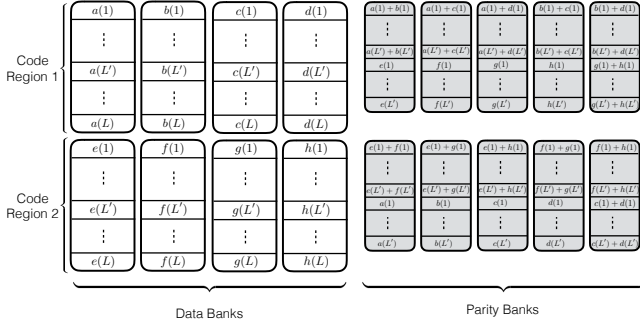 a(1) b(1) c(1) d(1)
Code
Region 1
a(L') b(L') c(L') d(L')
a(L) b(L) c(L) d(L)
e(1) f(1) g(1) h(1)
Code
Region 2
e(L') f(L') g(L') h(L')
e(L) f(L) g(L) h(L)
Data Banks
a(1) + b(1) a(1) + c(1) a(1) + d(1) b(1) + c(1) b(1) + d(1)
a(L') + b(L') a(L') + c(L') a(L') + d(L') b(L') + c(L') b(L') + d(L')
e(1) f(1) g(1) h(1) g(1) + h(1)
e(L') f(L') g(L') h(L') g(L') + h(L')
e(1) + f(1) e(1) + g(1) e(1) + h(1) f(1) + g(1) f(1) + h(1)
e(L') + f(L') e(L') + g(L') e(L') + h(L') f(L') + g(L') f(L') + h(L')
a(1) b(1) c(1) d(1) c(1) + d(1)
a(L') b(L') c(L') d(L') c(L') + d(L')
Parity Banks